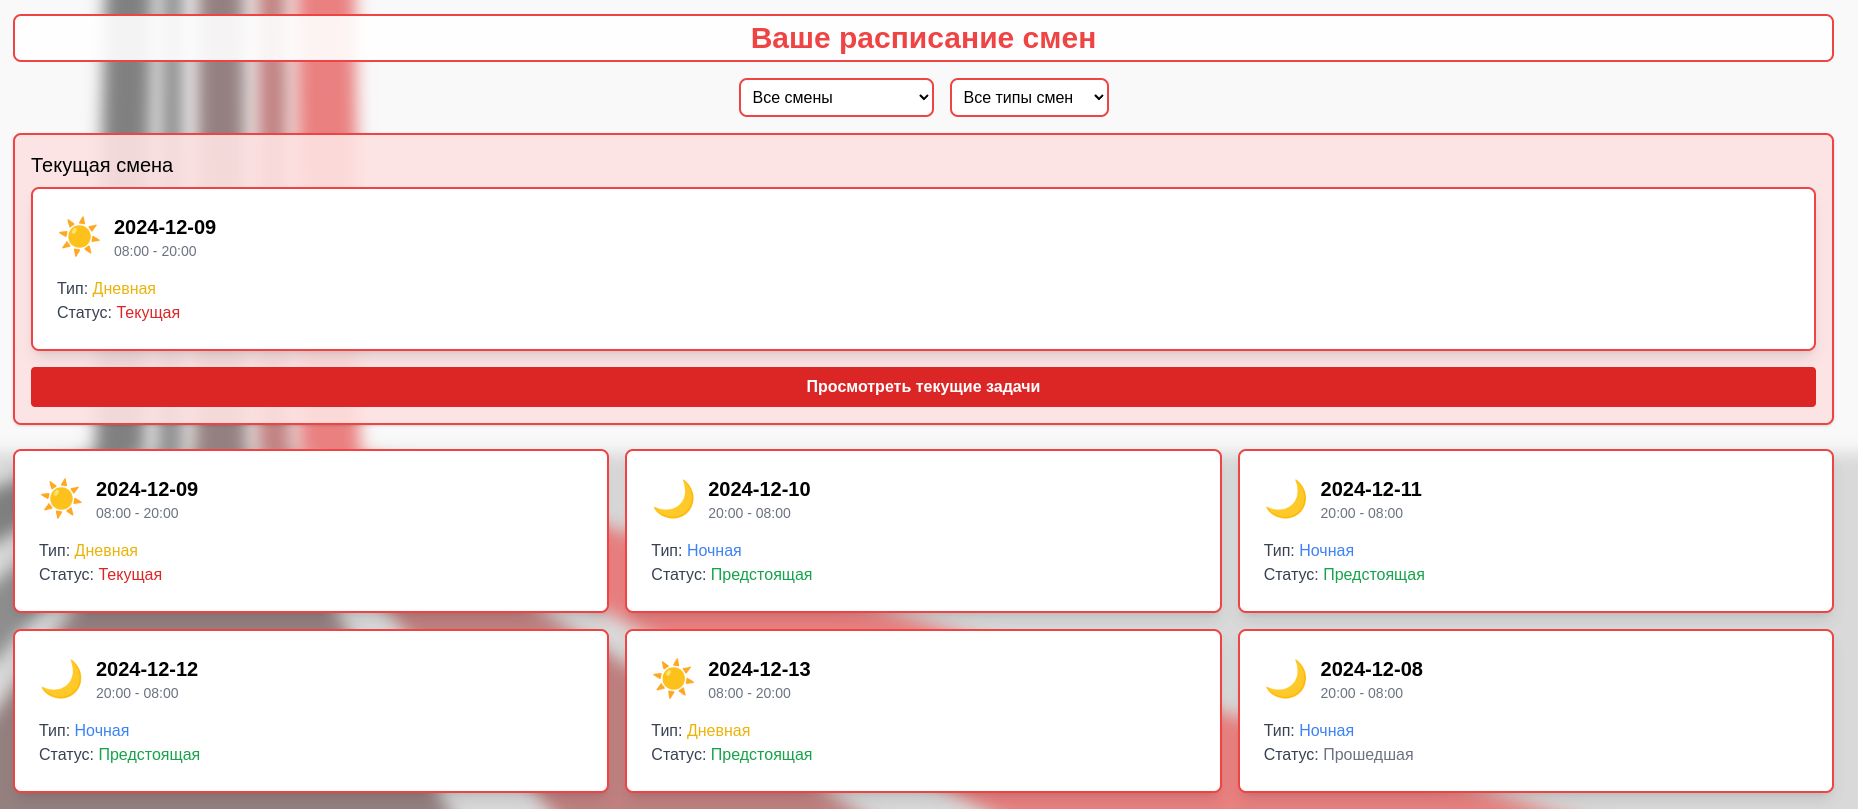 Ваше расписание смен
Все смены
Все типы смен
Текущая смена
2024-12-09
08:00 - 20:00
Тип: Дневная
Статус: Текущая
Просмотреть текущие задачи
2024-12-09
08:00 - 20:00
Тип: Дневная
Статус: Текущая
2024-12-10
20:00 - 08:00
Тип: Ночная
Статус: Предстоящая
2024-12-11
20:00 - 08:00
Тип: Ночная
Статус: Предстоящая
2024-12-12
20:00 - 08:00
Тип: Ночная
Статус: Предстоящая
2024-12-13
08:00 - 20:00
Тип: Дневная
Статус: Предстоящая
2024-12-08
20:00 - 08:00
Тип: Ночная
Статус: Прошедшая